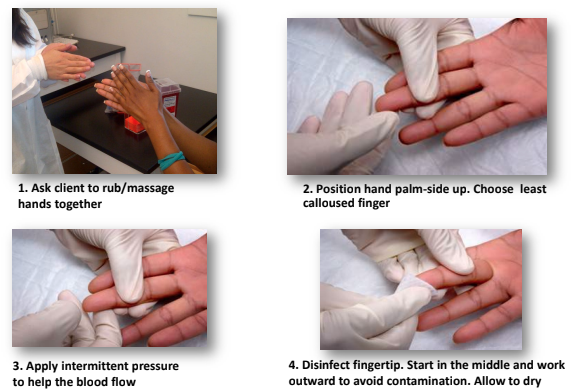 1. Ask client to rub/massage
hands together
2. Position hand palm-side up. Choose least
calloused finger
3. Apply intermittent pressure
to help the blood flow
4. Disinfect fingertip. Start in the middle and work
outward to avoid contamination. Allow to dry